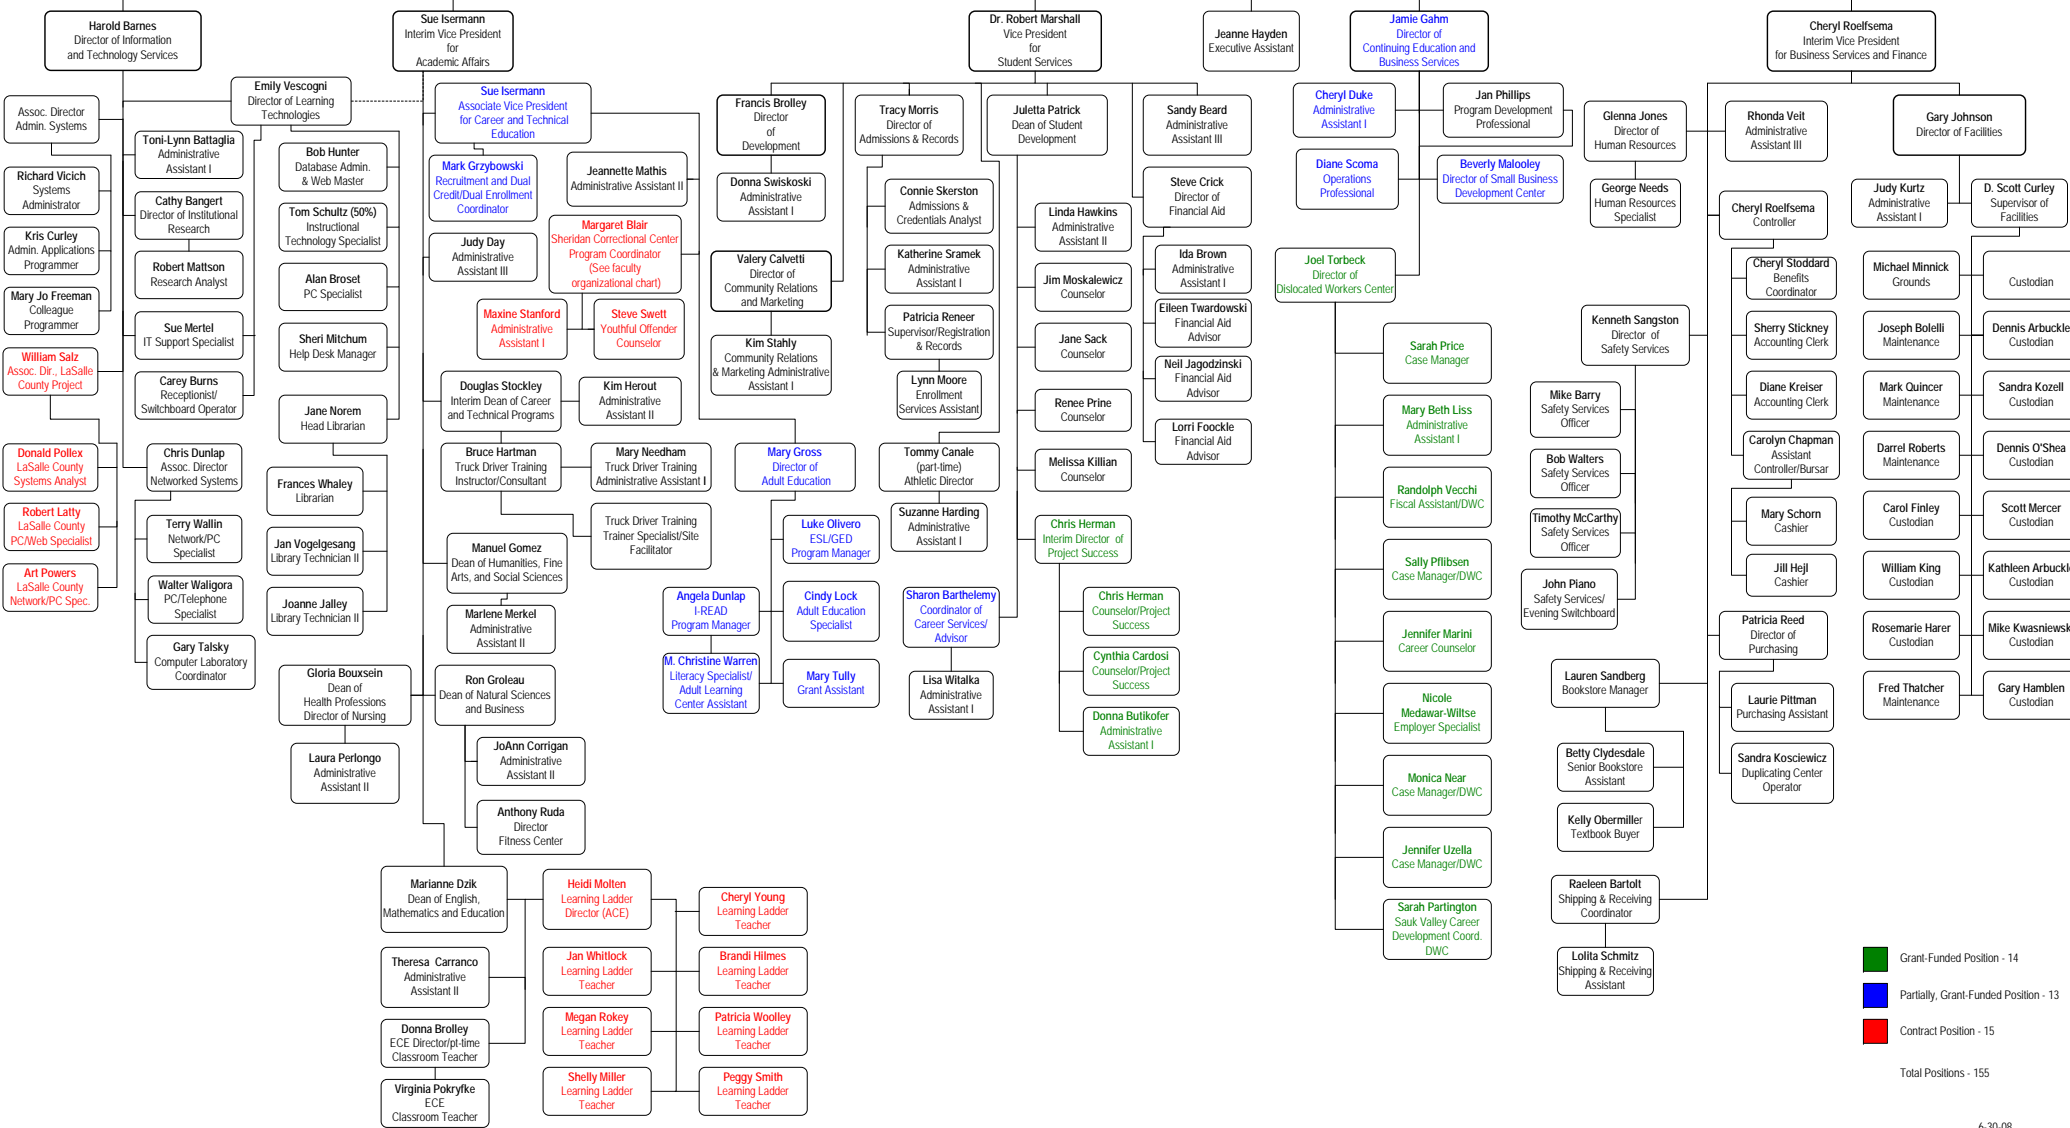 Harold Barnes
Director of Information
and Technology Services
Sue Isermann
Interim Vice President
for
Academic Affairs
Dr. Robert Marshall
Vice President
for
Student Services
Jeanne Hayden
Executive Assistant
Jamie Gahm
Director of
Continuing Education and
Business Services
Cheryl Roelfsema
Interim Vice President
for Business Services and Finance
Emily Vescogni
Director of Learning
Technologies
Assoc. Director
Admin. Systems
Richard Vicich
Systems
Administrator
Kris Curley
Admin. Applications
Programmer
Mary Jo Freeman
Colleague
Programmer
William Salz
Assoc. Dir., LaSalle
County Project
Donald Pollex
LaSalle County
Systems Analyst
Robert Latty
LaSalle County
PC/Web Specialist
Art Powers
LaSalle County
Network/PC Spec.
Toni-Lynn Battaglia
Administrative
Assistant I
Cathy Bangert
Director of Institutional
Research
Robert Mattson
Research Analyst
Sue Mertel
IT Support Specialist
Carey Burns
Receptionist/
Switchboard Operator
Chris Dunlap
Assoc. Director
Networked Systems
Terry Wallin
Network/PC
Specialist
Walter Waligora
PC/Telephone
Specialist
Gary Talsky
Computer Laboratory
Coordinator
Bob Hunter
Database Admin.
& Web Master
Tom Schultz (50%)
Instructional
Technology Specialist
Alan Broset
PC Specialist
Sheri Mitchum
Help Desk Manager
Jane Norem
Head Librarian
Frances Whaley
Librarian
Jan Vogelgesang
Library Technician II
Joanne Jalley
Library Technician II
Gloria Bouxsein
Dean of
Health Professions
Director of Nursing
Laura Perlongo
Administrative
Assistant II
Sue Isermann
Associate Vice President
for Career and Technical
Education
Mark Grzybowski
Recruitment and Dual
Credit/Dual Enrollment
Coordinator
Jeannette Mathis
Administrative Assistant II
Judy Day
Administrative
Assistant III
Margaret Blair
Sheridan Correctional Center
Program Coordinator
(See faculty
organizational chart)
Maxine Stanford
Administrative
Assistant I
Steve Swett
Youthful Offender
Counselor
Douglas Stockley
Interim Dean of Career
and Technical Programs
Kim Herout
Administrative
Assistant II
Bruce Hartman
Truck Driver Training
Instructor/Consultant
Mary Needham
Truck Driver Training
Administrative Assistant I
Truck Driver Training
Trainer Specialist/Site
Facilitator
Manuel Gomez
Dean of Humanities, Fine
Arts, and Social Sciences
Marlene Merkel
Administrative
Assistant II
Ron Groleau
Dean of Natural Sciences
and Business
JoAnn Corrigan
Administrative
Assistant II
Anthony Ruda
Director
Fitness Center
Marianne Dzik
Dean of English,
Mathematics and Education
Theresa Carranco
Administrative
Assistant II
Donna Brolley
ECE Director/pt-time
Classroom Teacher
Virginia Pokryfke
ECE
Classroom Teacher
Heidi Molten
Learning Ladder
Director (ACE)
Jan Whitlock
Learning Ladder
Teacher
Megan Rokey
Learning Ladder
Teacher
Shelly Miller
Learning Ladder
Teacher
Cheryl Young
Learning Ladder
Teacher
Brandi Hilmes
Learning Ladder
Teacher
Patricia Woolley
Learning Ladder
Teacher
Peggy Smith
Learning Ladder
Teacher
Mary Gross
Director of
Adult Education
Luke Olivero
ESL/GED
Program Manager
Angela Dunlap
I-READ
Program Manager
Cindy Lock
Adult Education
Specialist
M. Christine Warren
Literacy Specialist/
Adult Learning
Center Assistant
Mary Tully
Grant Assistant
Francis Brolley
Director
of
Development
Donna Swiskoski
Administrative
Assistant I
Valery Calvetti
Director of
Community Relations
and Marketing
Kim Stahly
Community Relations
& Marketing Administrative
Assistant I
Tracy Morris
Director of
Admissions & Records
Connie Skerston
Admissions &
Credentials Analyst
Katherine Sramek
Administrative
Assistant I
Patricia Reneer
Supervisor/Registration
& Records
Lynn Moore
Enrollment
Services Assistant
Tommy Canale
(part-time)
Athletic Director
Suzanne Harding
Administrative
Assistant I
Juletta Patrick
Dean of Student
Development
Linda Hawkins
Administrative
Assistant II
Jim Moskalewicz
Counselor
Jane Sack
Counselor
Renee Prine
Counselor
Melissa Killian
Counselor
Chris Herman
Interim Director of
Project Success
Chris Herman
Counselor/Project
Success
Cynthia Cardosi
Counselor/Project
Success
Donna Butikofer
Administrative
Assistant I
Sharon Barthelemy
Coordinator of
Career Services/
Advisor
Lisa Witalka
Administrative
Assistant I
Sandy Beard
Administrative
Assistant III
Steve Crick
Director of
Financial Aid
Ida Brown
Administrative
Assistant I
Eileen Twardowski
Financial Aid
Advisor
Neil Jagodzinski
Financial Aid
Advisor
Lorri Foockle
Financial Aid
Advisor
Cheryl Duke
Administrative
Assistant I
Jan Phillips
Program Development
Professional
Diane Scoma
Operations
Professional
Beverly Malooley
Director of Small Business
Development Center
Joel Torbeck
Director of
Dislocated Workers Center
Sarah Price
Case Manager
Mary Beth Liss
Administrative
Assistant I
Randolph Vecchi
Fiscal Assistant/DWC
Sally Pflibsen
Case Manager/DWC
Jennifer Marini
Career Counselor
Nicole
Medawar-Wiltse
Employer Specialist
Monica Near
Case Manager/DWC
Jennifer Uzella
Case Manager/DWC
Sarah Partington
Sauk Valley Career
Development Coord.
DWC
Glenna Jones
Director of
Human Resources
Rhonda Veit
Administrative
Assistant III
George Needs
Human Resources
Specialist
Kenneth Sangston
Director of
Safety Services
Mike Barry
Safety Services
Officer
Bob Walters
Safety Services
Officer
Timothy McCarthy
Safety Services
Officer
John Piano
Safety Services/
Evening Switchboard
Lauren Sandberg
Bookstore Manager
Betty Clydesdale
Senior Bookstore
Assistant
Kelly Obermiller
Textbook Buyer
Raeleen Bartolt
Shipping & Receiving
Coordinator
Lolita Schmitz
Shipping & Receiving
Assistant
Cheryl Roelfsema
Controller
Cheryl Stoddard
Benefits
Coordinator
Sherry Stickney
Accounting Clerk
Diane Kreiser
Accounting Clerk
Carolyn Chapman
Assistant
Controller/Bursar
Mary Schorn
Cashier
Jill Hejl
Cashier
Patricia Reed
Director of
Purchasing
Laurie Pittman
Purchasing Assistant
Sandra Kosciewicz
Duplicating Center
Operator
Gary Johnson
Director of Facilities
Judy Kurtz
Administrative
Assistant I
D. Scott Curley
Supervisor of
Facilities
Michael Minnick
Grounds
Custodian
Joseph Bolelli
Maintenance
Dennis Arbuckle
Custodian
Mark Quincer
Maintenance
Sandra Kozell
Custodian
Darrel Roberts
Maintenance
Dennis O'Shea
Custodian
Carol Finley
Custodian
Scott Mercer
Custodian
William King
Custodian
Kathleen Arbuckl
Custodian
Rosemarie Harer
Custodian
Mike Kwasniewsk
Custodian
Fred Thatcher
Maintenance
Gary Hamblen
Custodian
Grant-Funded Position - 14
Partially, Grant-Funded Position - 13
Contract Position - 15
Total Positions - 155
6-30-08